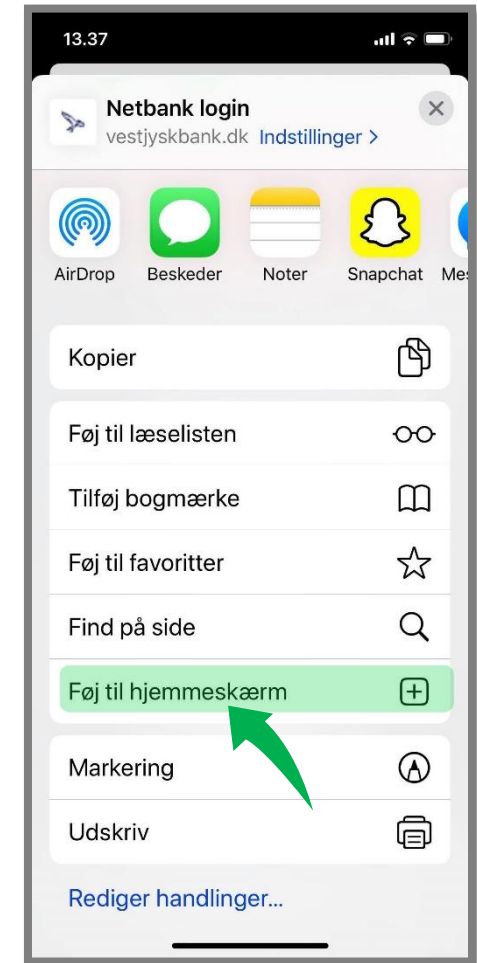 13.37
Netbank login
vestjyskbank.dk Indstillinger >
AirDrop Beskeder Noter Snapchat Mes
Kopier
Føj til læselisten
Tilføj bogmærke
Føj til favoritter
Find på side
Føj til hjemmeskærm
Markering
Udskriv
Rediger handlinger...